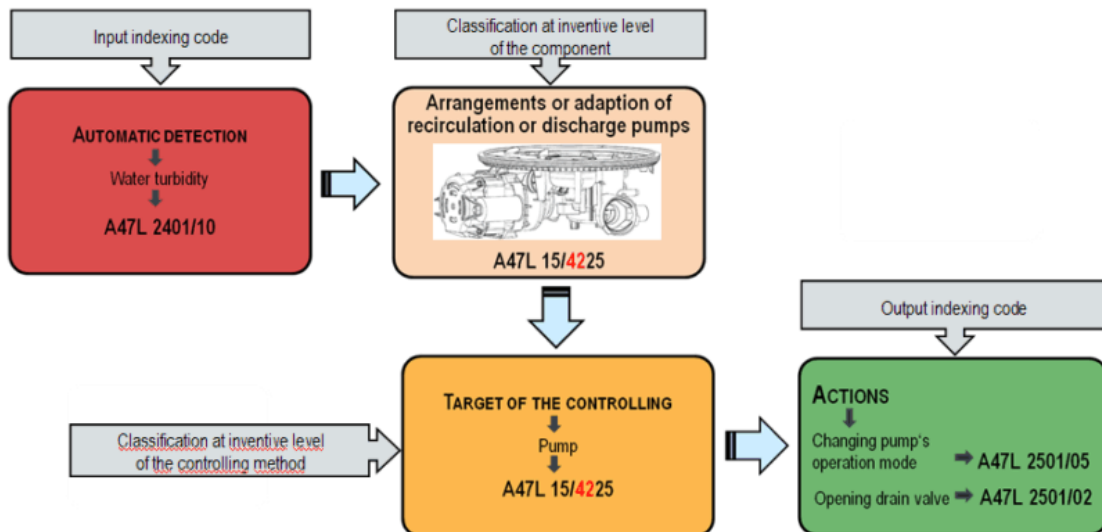 Input indexing code
Classification at inventive level
of the component
AUTOMATIC DETECTION
Water turbidity
A47L 2401/10
Arrangements or adaption of
recirculation or discharge pumps
A47L 15/4225
Output indexing code
Classification at inventive level
of the controlling method
TARGET OF THE CONTROLLING
Pump
A47L 15/4225
ACTIONS
Changing pump's
operation mode
A47L 2501/05
Opening drain valve
A47L 2501/02